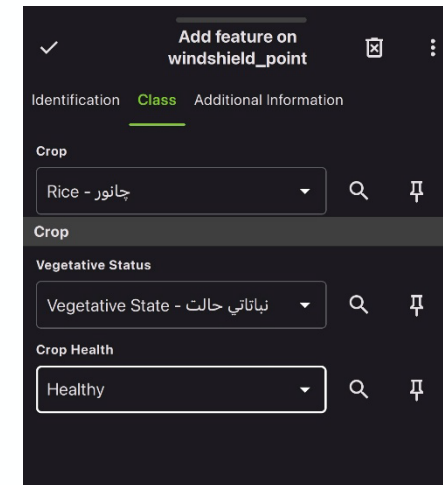 Add feature on
windshield_point
Identification Class Additional Information
Crop
Rice - چانور
Crop
Vegetative Status
Vegetative State - نباتاتي حالت
Crop Health
Healthy